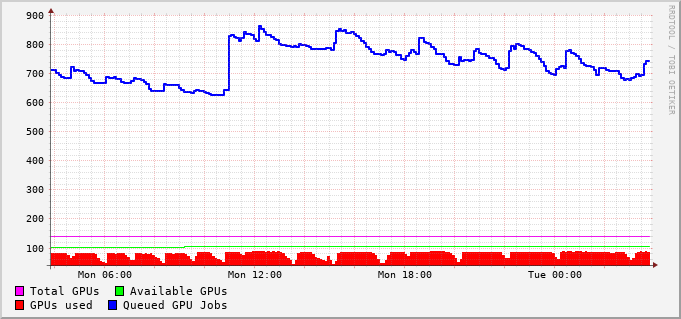 900
800
700
600
500
400
300
200
100
Mon 06:00 Mon 12:00 Mon 18:00 Tue 00:00
Total GPUs Available GPUs
GPUs used Queued GPU Jobs
RRDTOOL / TOBI OETIKER